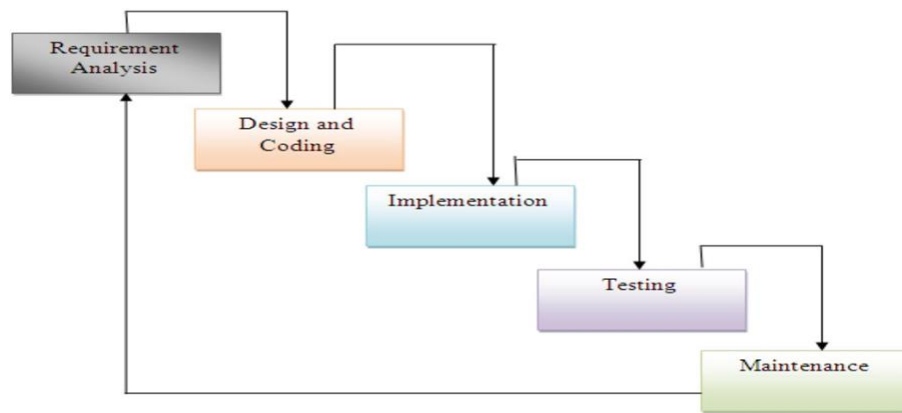 Requirement
Analysis
Design and
Coding
Implementation
Testing
Maintenance